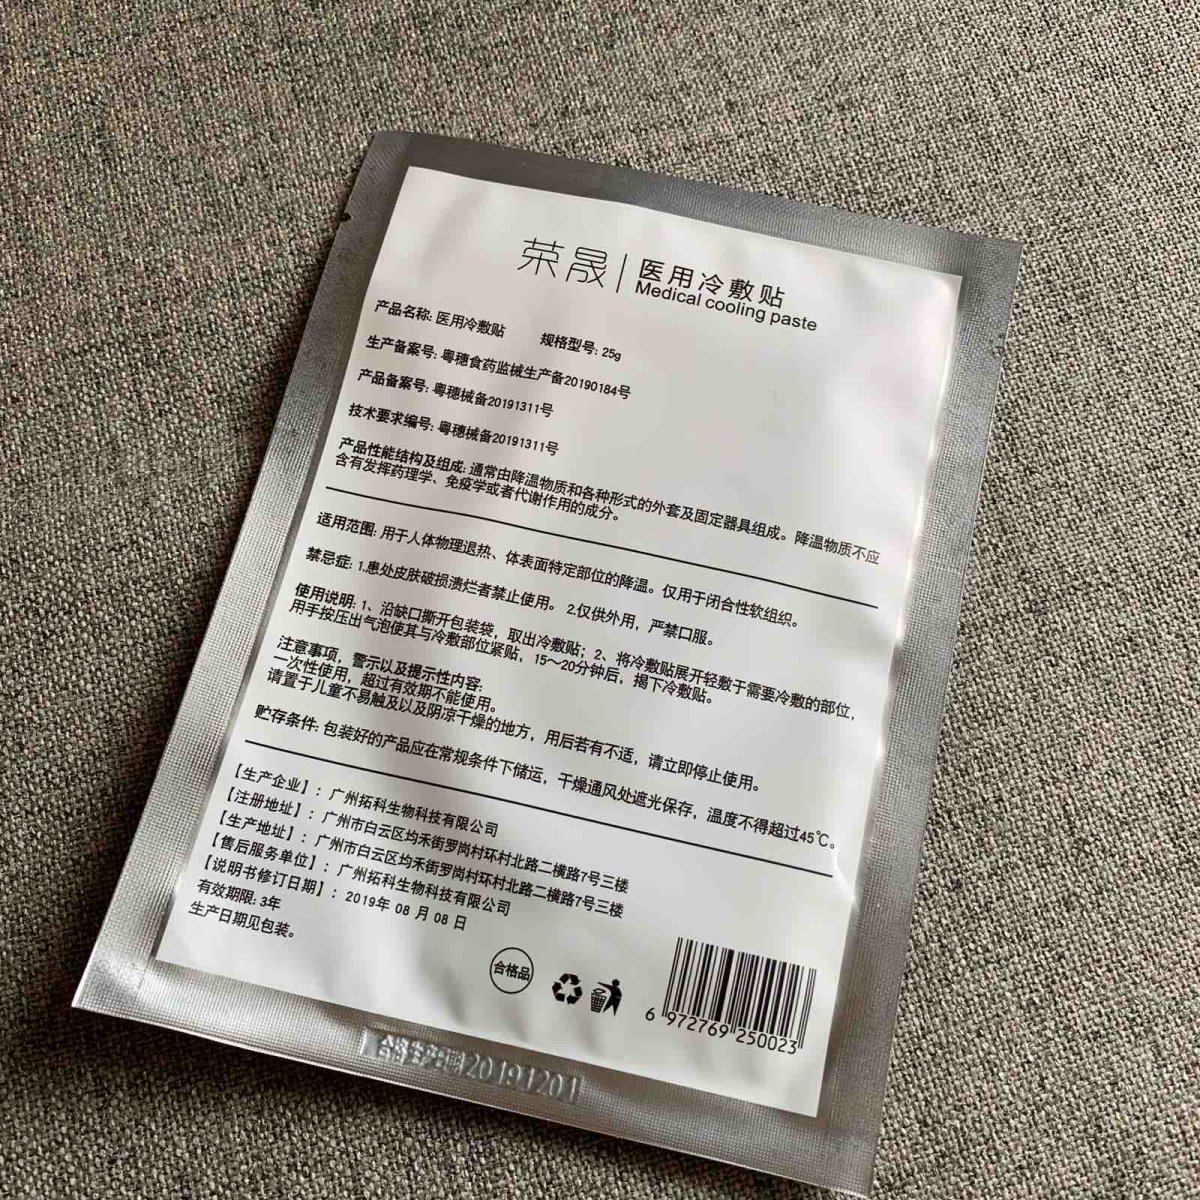 荣晟 医用冷敷贴
Medical cooling paste
产品名称: 医用冷敷贴 规格型号: 25g
生产备案号: 粤穗食药监械生产备20190184号
产品备案号: 粤穗械备20191311号
技术要求编号: 粤穗械备20191311号
产品性能结构及组成: 通常由降温物质和各种形式的外套及固定器具组成。降温物质不应
含有发挥药理学、免疫学或者代谢作用的成分。
适用范围: 用于人体物理退热、体表面特定部位的降温。仅用于闭合性软组织。
禁忌症: 1.患处皮肤破损溃烂者禁止使用。 2.仅供外用，严禁口服。
使用说明: 1、沿缺口撕开包装袋，取出冷敷贴；2、将冷敷贴展开轻敷于需要冷敷的部位，
用手按压出气泡使其与冷敷部位紧贴，15～20分钟后，揭下冷敷贴。
注意事项，警示以及提示性内容:
一次性使用，超过有效期不能使用。
请置于儿童不易触及以及阴凉干燥的地方，用后若有不适，请立即停止使用。
贮存条件: 包装好的产品应在常规条件下储运，干燥通风处遮光保存，温度不得超过45℃。
【生产企业】: 广州拓科生物科技有限公司
【注册地址】: 广州市白云区均禾街罗岗村环村北路二横路7号三楼
【生产地址】: 广州市白云区均禾街罗岗村环村北路二横路7号三楼
【售后服务单位】: 广州拓科生物科技有限公司
【说明书修订日期】: 2019年 08 月 08 日
有效期限: 3年
生产日期见包装。
合格品
6 972769 250023
合格生产日期20191201